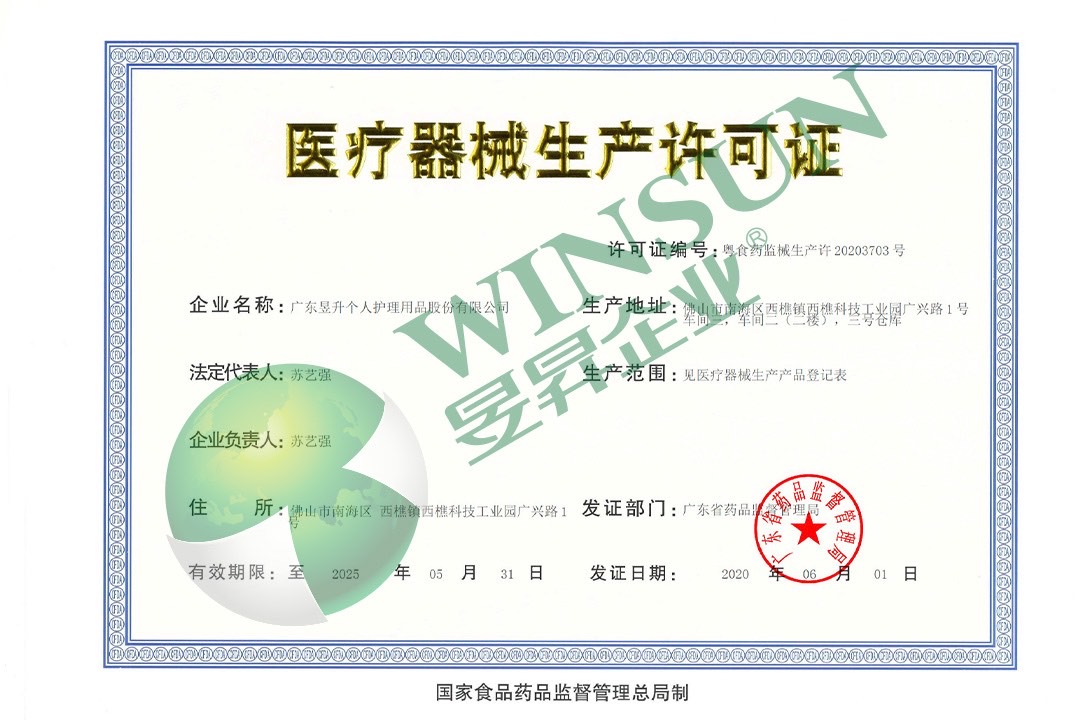 医疗器械生产许可证
WINSUN
昱昇企业®
许可证编号：粤食药监械生产许20203703号
企业名称：广东昱升个人护理用品股份有限公司
生产地址：佛山市南海区西樵镇西樵科技工业园广兴路1号
车间三，车间二（二楼），三号仓库
法定代表人：苏艺强
生产范围：见医疗器械生产产品登记表
企业负责人：苏艺强
住 所：佛山市南海区 西樵镇西樵科技工业园广兴路1
号
发证部门：广东省药品监督管理局
广东省药品监督管理局
有效期限：至 2025 年 05 月 31 日
发证日期： 2020 年 06 月 01 日
国家食品药品监督管理总局制